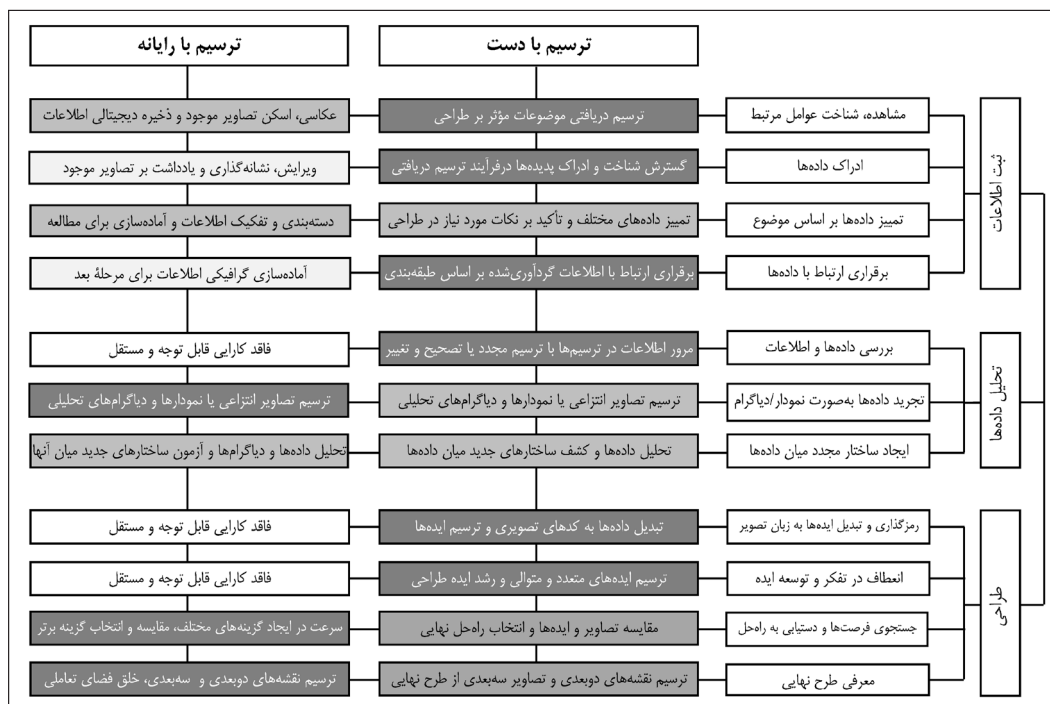 ترسیم با دست
ترسیم با رایانه
ثبت اطلاعات
مشاهده، شناخت عوامل مرتبط
ترسیم دریافتی موضوعات مؤثر بر طراحی
عکاسی، اسکن تصاویر موجود و ذخیره دیجیتالی اطلاعات
ادراک داده‌ها
گسترش شناخت و ادراک پدیده‌ها درفرآیند ترسیم دریافتی
ویرایش، نشانه‌گذاری و یادداشت بر تصاویر موجود
تمییز داده‌ها بر اساس موضوع
تمییز داده‌های مختلف و تأکید بر نکات مورد نیاز در طراحی
دسته‌بندی و تفکیک اطلاعات و آماده‌سازی برای مطالعه
برقراری ارتباط با داده‌ها
برقراری ارتباط با اطلاعات گردآوری‌شده بر اساس طبقه‌بندی
آماده‌سازی گرافیکی اطلاعات برای مرحلهٔ بعد
تحلیل داده‌ها
بررسی داده‌ها و اطلاعات
مرور اطلاعات در ترسیم‌ها با ترسیم مجدد یا تصحیح و تغییر
فاقد کارایی قابل توجه و مستقل
تجرید داده‌ها به‌صورت نمودار/دیاگرام
ترسیم تصاویر انتزاعی یا نمودارها و دیاگرام‌های تحلیلی
ترسیم تصاویر انتزاعی یا نمودارها و دیاگرام‌های تحلیلی
ایجاد ساختار مجدد میان داده‌ها
تحلیل داده‌ها و کشف ساختارهای جدید میان داده‌ها
تحلیل داده‌ها و دیاگرام‌ها و آزمون ساختارهای جدید میان آنها
طراحی
رمزگذاری و تبدیل ایده‌ها به زبان تصویر
تبدیل داده‌ها به کدهای تصویری و ترسیم ایده‌ها
فاقد کارایی قابل توجه و مستقل
انعطاف در تفکر و توسعه ایده
ترسیم ایده‌های متعدد و متوالی و رشد ایده طراحی
فاقد کارایی قابل توجه و مستقل
جستجوی فرصت‌ها و دستیابی به راه‌حل
مقایسه تصاویر و ایده‌ها و انتخاب راه‌حل نهایی
سرعت در ایجاد گزینه‌های مختلف، مقایسه و انتخاب گزینه برتر
معرفی طرح نهایی
ترسیم نقشه‌های دوبعدی و تصاویر سه‌بعدی از طرح نهایی
ترسیم نقشه‌های دوبعدی و سه‌بعدی، خلق فضای تعاملی